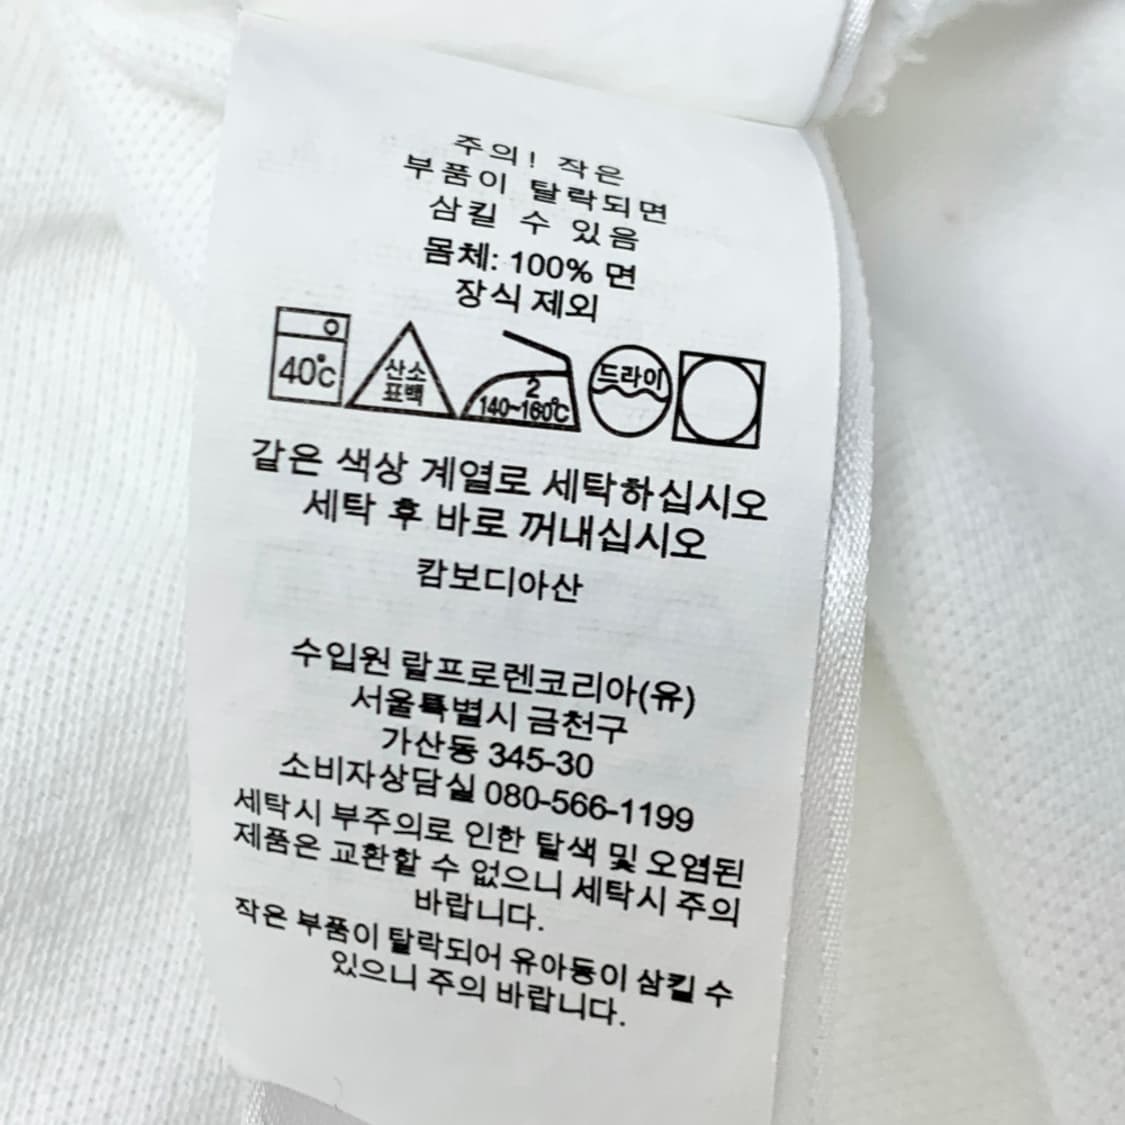 주의! 작은
부품이 탈락되면
삼킬 수 있음
몸체: 100% 면
장식 제외
40℃
산소
표백
2
140~160℃
드라이
같은 색상 계열로 세탁하십시오
세탁 후 바로 꺼내십시오
캄보디아산
수입원 랄프로렌코리아(유)
서울특별시 금천구
가산동 345-30
소비자상담실 080-566-1199
세탁시 부주의로 인한 탈색 및 오염된
제품은 교환할 수 없으니 세탁시 주의
바랍니다.
작은 부품이 탈락되어 유아동이 삼킬 수
있으니 주의 바랍니다.